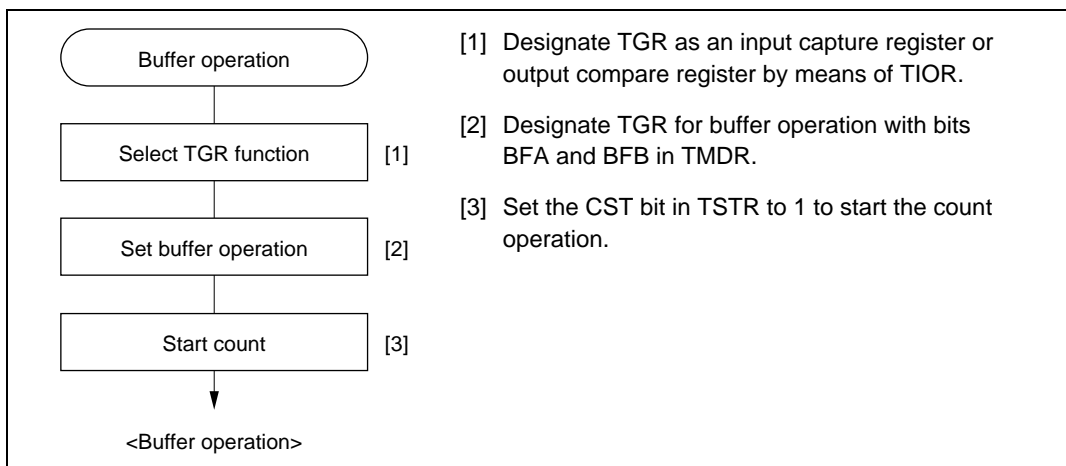 Buffer operation
Select TGR function [1]
Set buffer operation [2]
Start count [3]
<Buffer operation>
[1] Designate TGR as an input capture register or
output compare register by means of TIOR.
[2] Designate TGR for buffer operation with bits
BFA and BFB in TMDR.
[3] Set the CST bit in TSTR to 1 to start the count
operation.